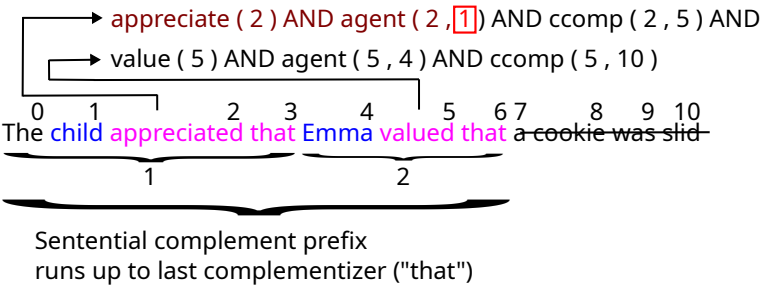 appreciate ( 2 ) AND agent ( 2 , 1 ) AND ccomp ( 2 , 5 ) AND
value ( 5 ) AND agent ( 5 , 4 ) AND ccomp ( 5 , 10 )
0 1 2 3 4 5 6 7 8 9 10
The child appreciated that Emma valued that a cookie was slid
1 2
Sentential complement prefix
runs up to last complementizer ("that")